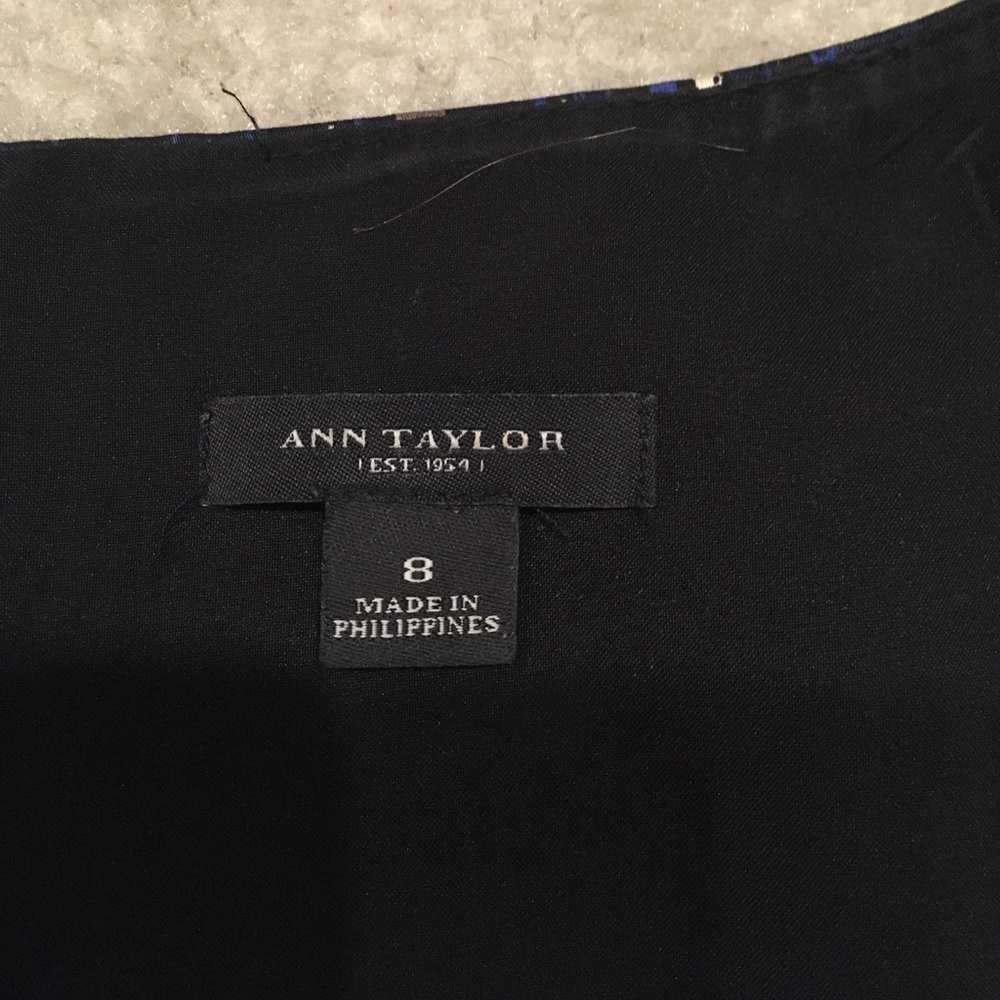 ANN TAYLOR
| EST. 1954 |
8
MADE IN
PHILIPPINES